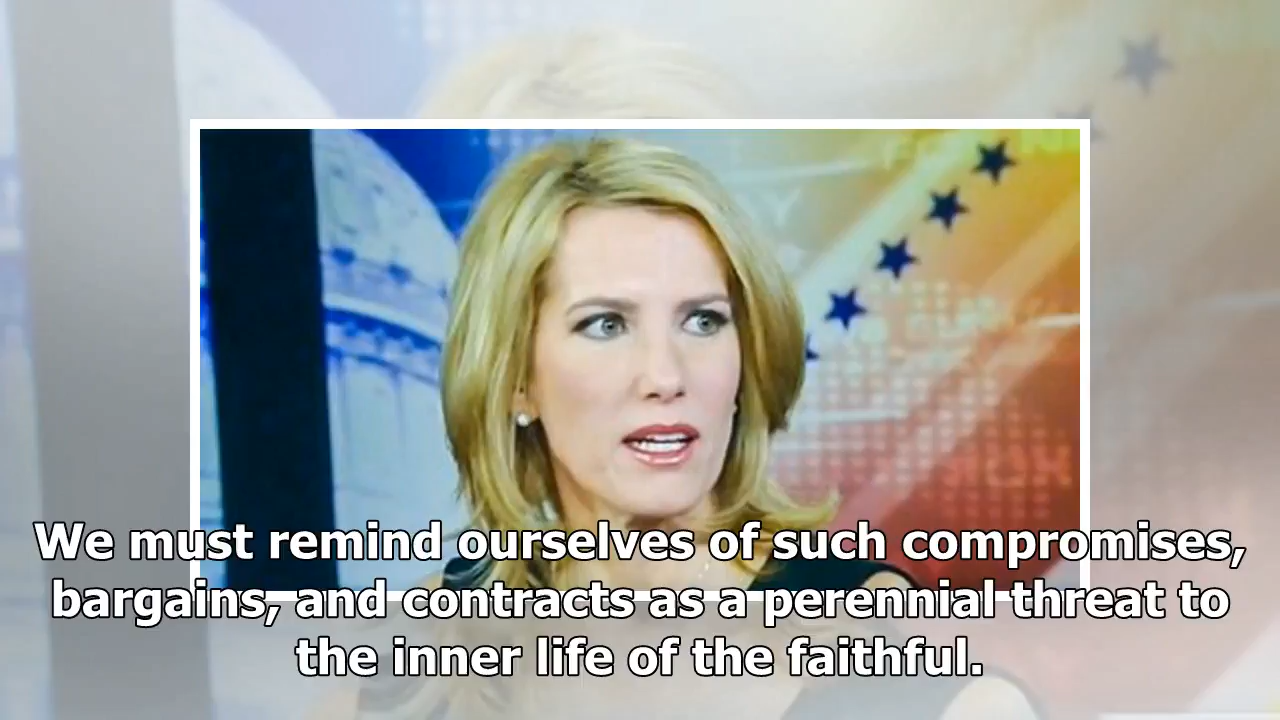 We must remind ourselves of such compromises,
bargains, and contracts as a perennial threat to
the inner life of the faithful.